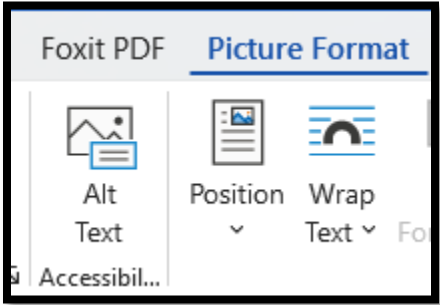 Foxit PDF Picture Format
Alt Position Wrap
Text Text
Accessibil...